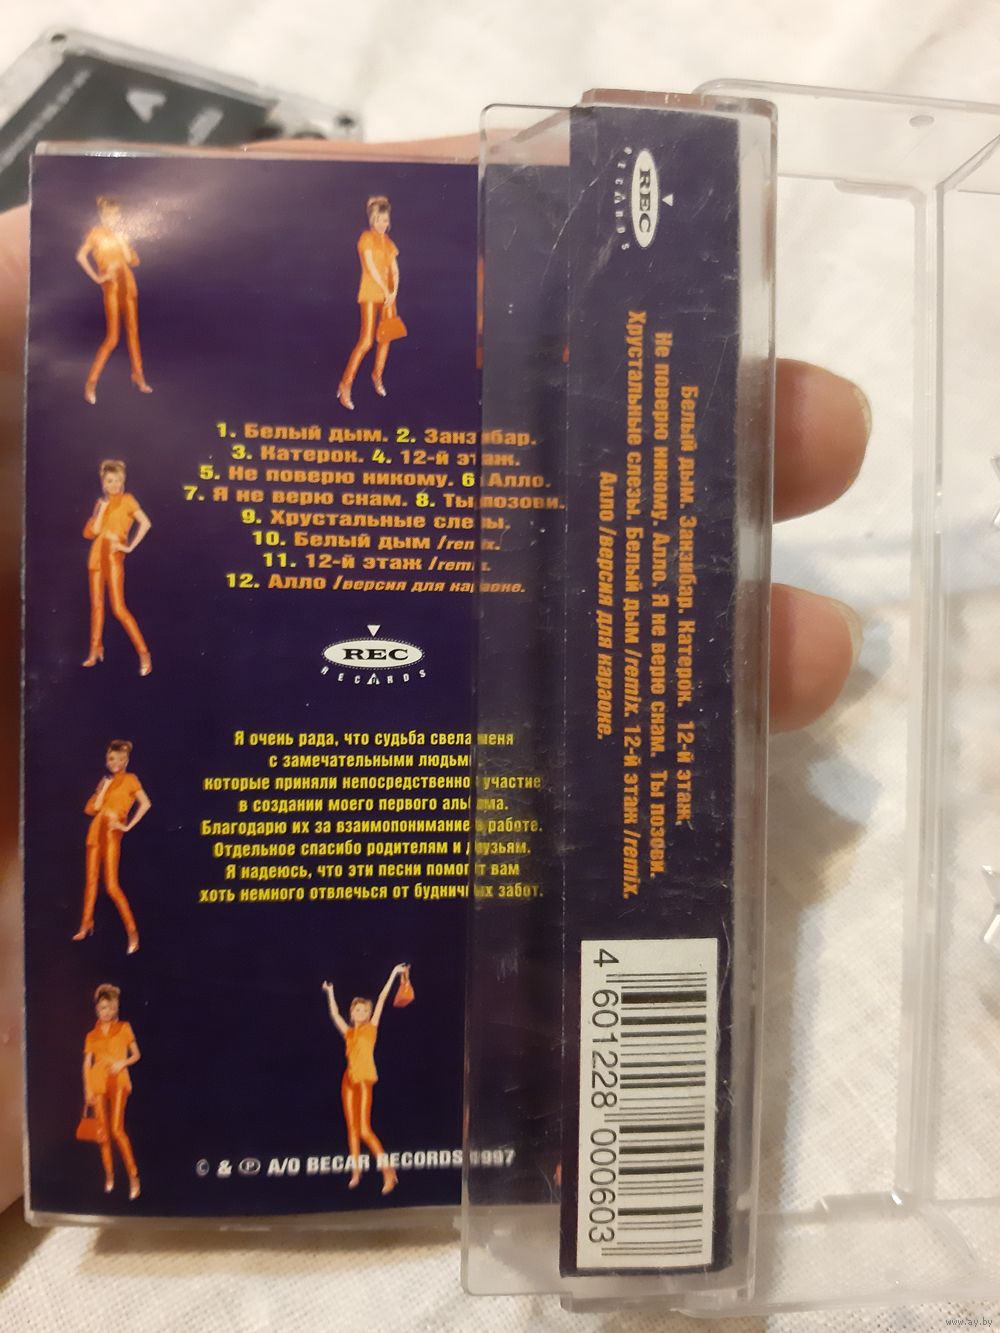 1. Белый дым. 2. Занзибар.
3. Катерок. 4. 12-й этаж.
5. Не поверю никому. 6 Алло.
7. Я не верю снам. 8. Ты позови.
9. Хрустальные слезы.
10. Белый дым /remix.
11. 12-й этаж /remix.
12. Алло /версия для караоке.
REC
RECORDS
Я очень рада, что судьба свела меня
с замечательными людьми
которые приняли непосредственное участие
в создании моего первого альбома.
Благодарю их за взаимопонимание в работе.
Отдельное спасибо родителям и друзьям.
Я надеюсь, что эти песни помогут вам
хоть немного отвлечься от будничных забот.
© & ℗ A/O BECAR RECORDS 1997
REC
RECORDS
Белый дым. Занзибар. Катерок. 12-й этаж.
Не поверю никому. Алло. Я не верю снам. Ты позови.
Хрустальные слезы. Белый дым /remix. 12-й этаж /remix.
Алло /версия для караоке.
4 601228 000603
www.ay.by